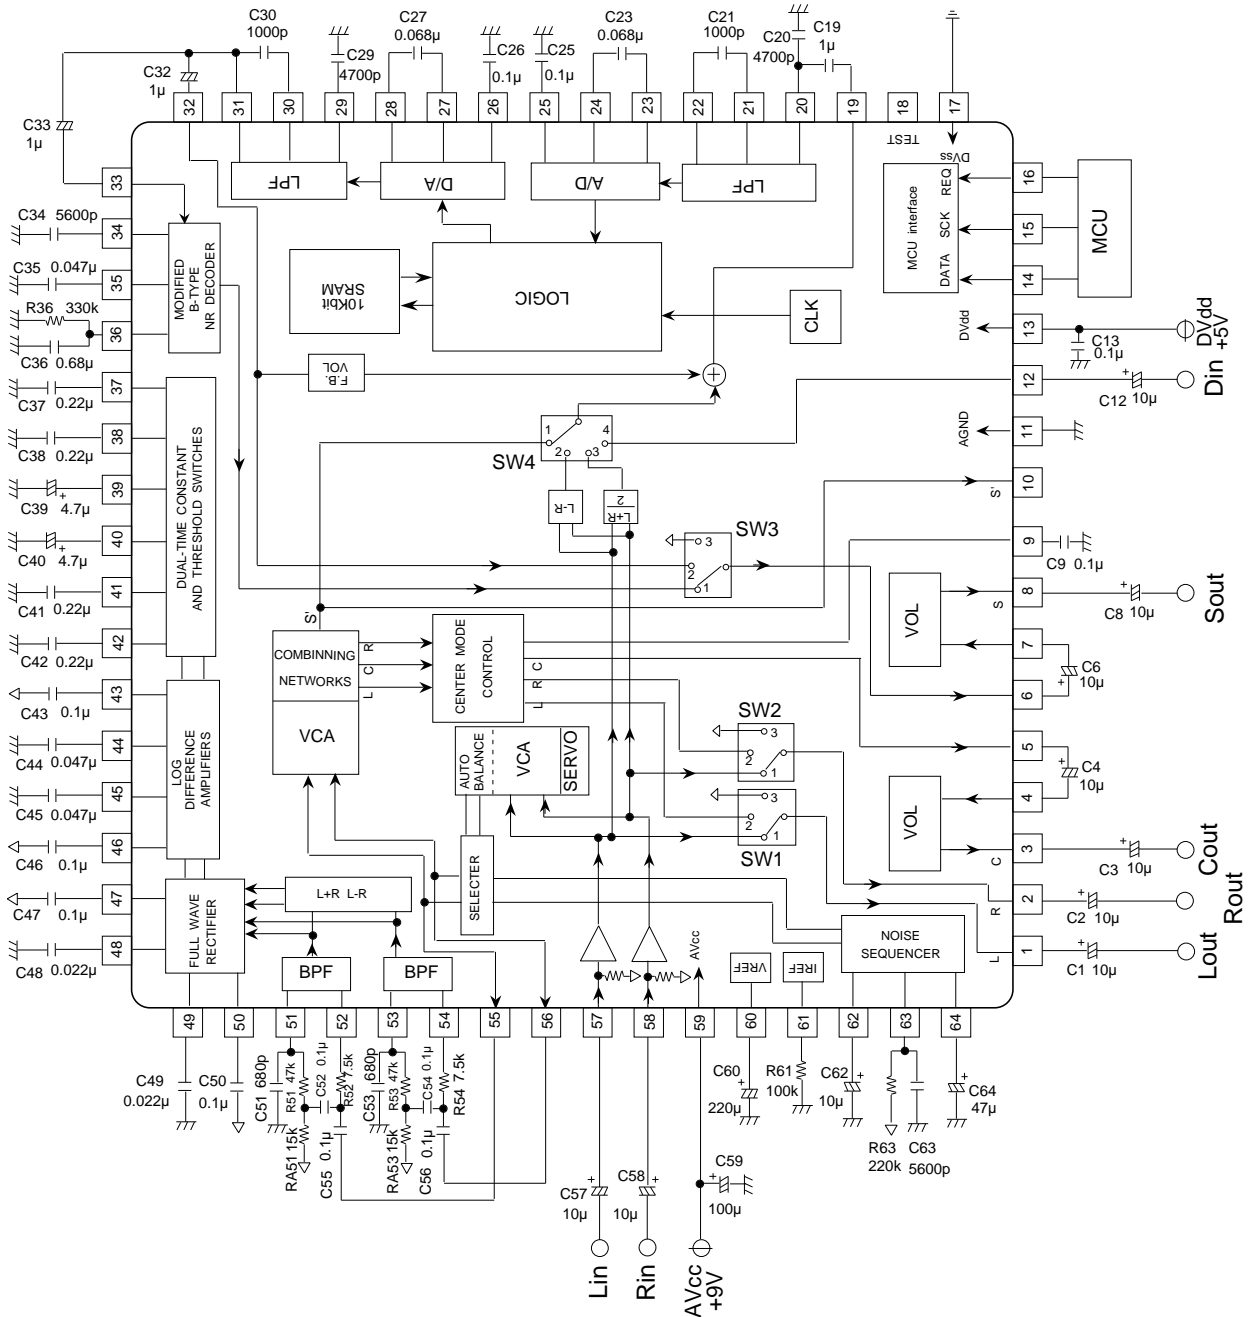 C30
1000p
C27
0.068µ
C23
0.068µ
C21
1000p
C19
1µ
C20
4700p
C32
1µ
C29
4700p
C26
0.1µ
C25
0.1µ
C33
1µ
32
31
30
29
28
27
26
25
24
23
22
21
20
19
18
17
TEST
DVss
LPF
D/A
A/D
LPF
MCU interface
REQ
SCK
DATA
16
15
14
MCU
33
C34 5600p
34
C35
0.047µ
35
R36 330k
36
C36 0.68µ
MODIFIED
B-TYPE
NR DECODER
10Kbit
SRAM
LOGIC
CLK
DVdd
13
C13
0.1µ
DVdd
+5V
F.B.
VOL
12
C12
+
10µ
Din
37
C37 0.22µ
38
C38 0.22µ
39
C39
+
4.7µ
40
C40
+
4.7µ
41
C41 0.22µ
42
C42 0.22µ
DUAL-TIME CONSTANT
AND THRESHOLD SWITCHES
1
4
2
3
SW4
L-R
L+R
2
AGND
11
S'
10
SW3
3
2
1
9
C9 0.1µ
VOL
S
8
+
C8
10µ
Sout
7
C6
10µ
+
6
S'
COMBINNING
NETWORKS
VCA
R
C
L
CENTER MODE
CONTROL
C
R
L
43
C43 0.1µ
44
C44 0.047µ
45
C45 0.047µ
46
C46 0.1µ
LOG
DIFFERENCE
AMPLIFIERS
AUTO
BALANCE
VCA
SERVO
SW2
3
2
1
3
2
1
SW1
5
C4
10µ
+
4
VOL
C
3
+
C3
10µ
Cout
47
C47 0.1µ
48
C48 0.022µ
FULL WAVE
RECTIFIER
L+R L-R
BPF
BPF
SELECTER
AVcc
VREF
IREF
NOISE
SEQUENCER
R
2
+
C2
10µ
Rout
L
1
+
C1 10µ
Lout
49
50
51
52
53
54
55
56
57
58
59
60
61
62
63
64
C49
0.022µ
C50
0.1µ
C51 680p
R51 47k
C52 0.1µ
R52 7.5k
RA51 15k
C55 0.1µ
C53 680p
R53 47k
C54 0.1µ
R54 7.5k
RA53 15k
C56 0.1µ
C57
+
10µ
C58
+
10µ
C59
+
100µ
C60
+
220µ
R61
100k
C62
+
10µ
R63
220k
C63
5600p
C64
+
47µ
Lin
Rin
AVcc
+9V